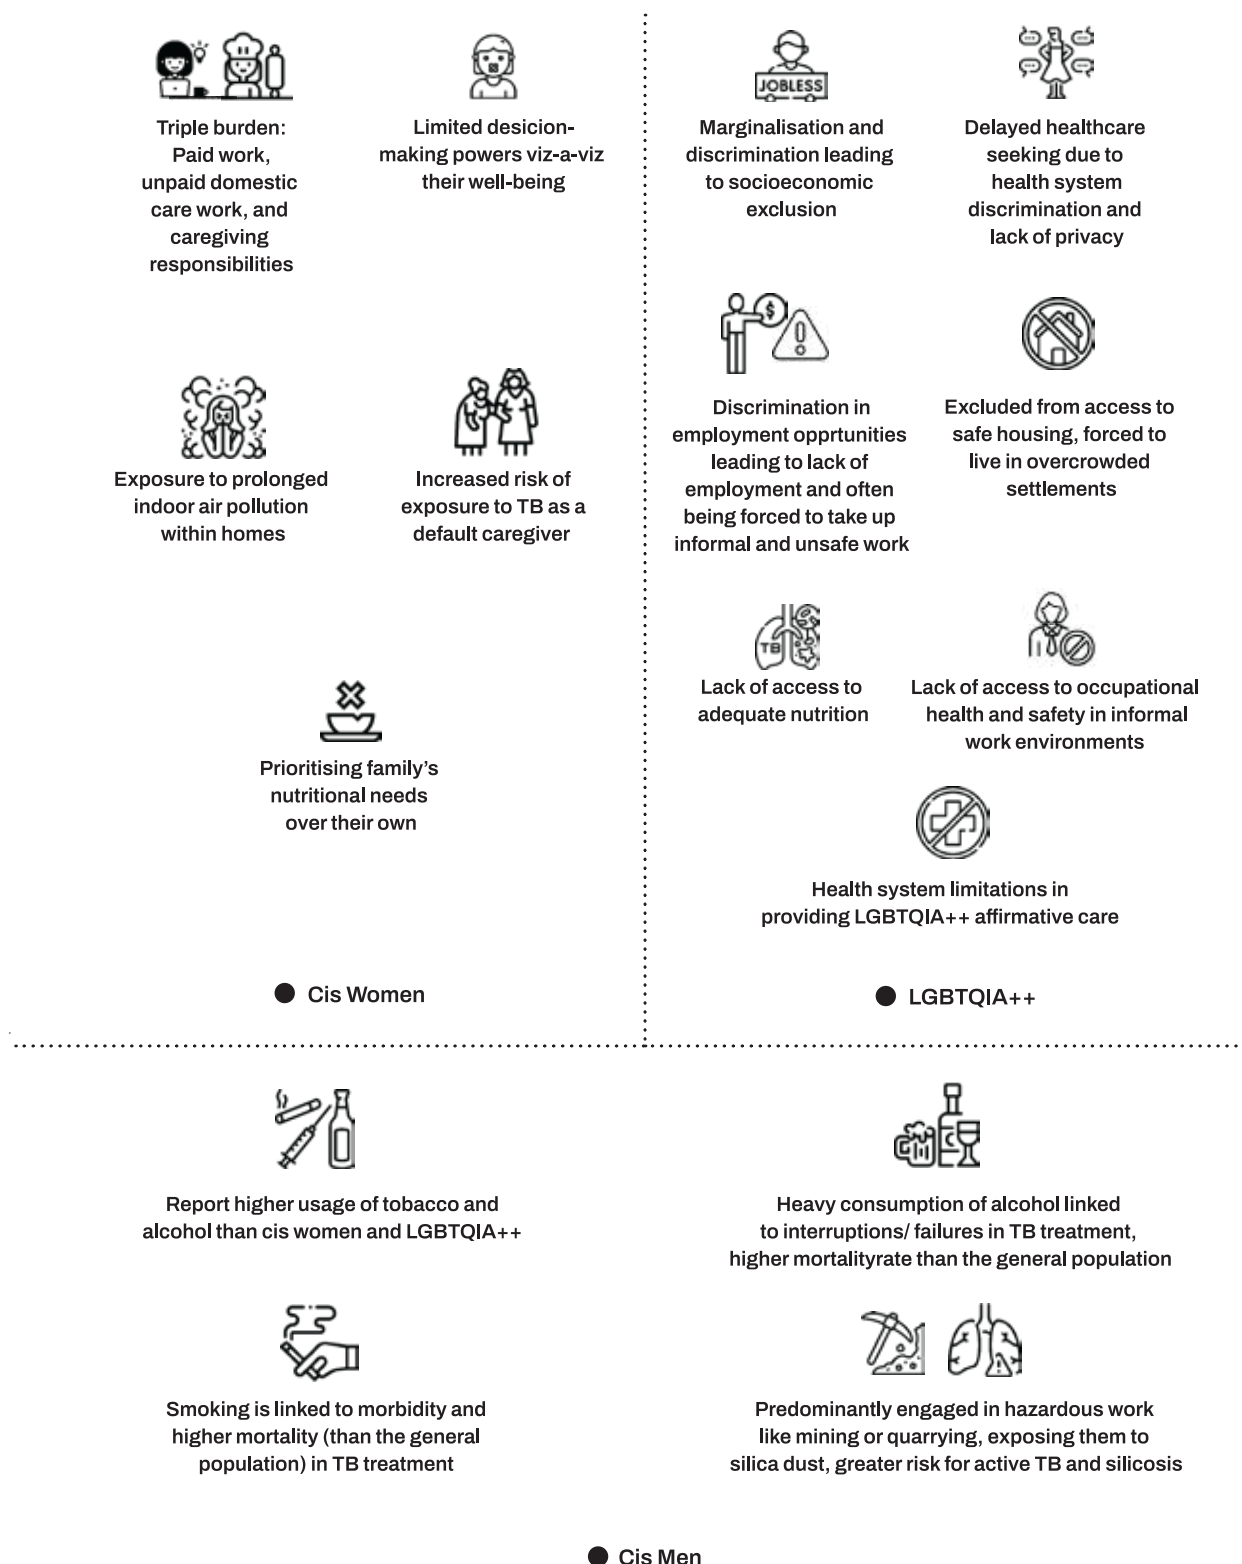 Triple burden:
Paid work,
unpaid domestic
care work, and
caregiving
responsibilities
Limited desicion-
making powers viz-a-viz
their well-being
Exposure to prolonged
indoor air pollution
within homes
Increased risk of
exposure to TB as a
default caregiver
Prioritising family’s
nutritional needs
over their own
Cis Women
JOBLESS
Marginalisation and
discrimination leading
to socioeconomic
exclusion
Delayed healthcare
seeking due to
health system
discrimination and
lack of privacy
Discrimination in
employment opprtunities
leading to lack of
employment and often
being forced to take up
informal and unsafe work
Excluded from access to
safe housing, forced to
live in overcrowded
settlements
TB
Lack of access to
adequate nutrition
Lack of access to occupational
health and safety in informal
work environments
Health system limitations in
providing LGBTQIA++ affirmative care
LGBTQIA++
Report higher usage of tobacco and
alcohol than cis women and LGBTQIA++
Heavy consumption of alcohol linked
to interruptions/ failures in TB treatment,
higher mortalityrate than the general population
Smoking is linked to morbidity and
higher mortality (than the general
population) in TB treatment
Predominantly engaged in hazardous work
like mining or quarrying, exposing them to
silica dust, greater risk for active TB and silicosis
Cis Men